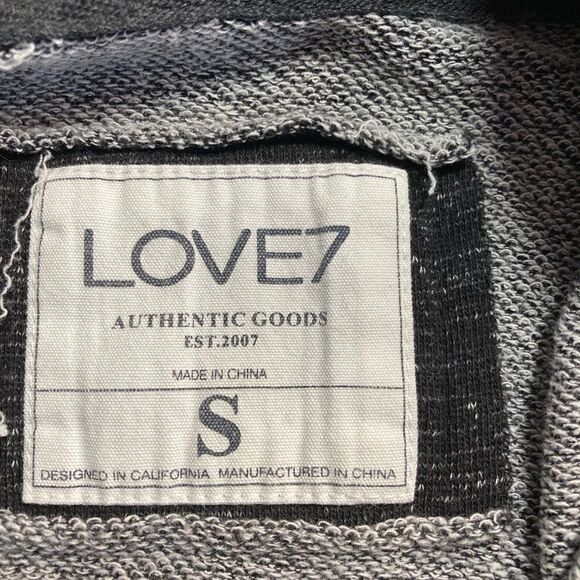 LOVE7
AUTHENTIC GOODS
EST.2007
MADE IN CHINA
S
DESIGNED IN CALIFORNIA MANUFACTURED IN CHINA